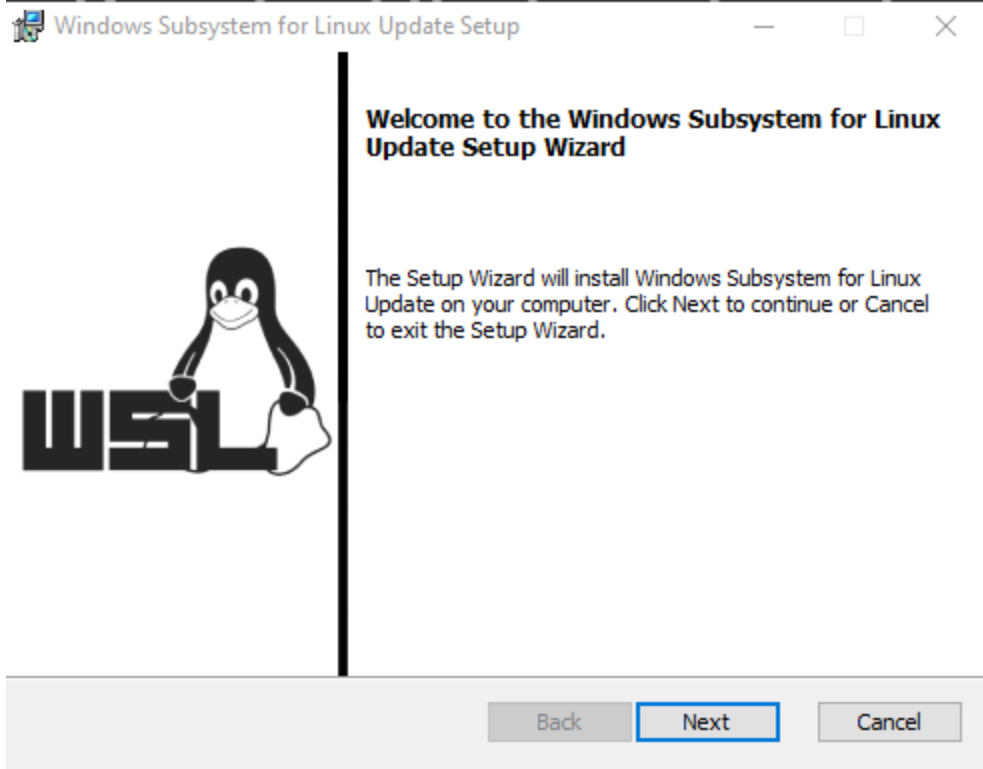 Windows Subsystem for Linux Update Setup
Welcome to the Windows Subsystem for Linux
Update Setup Wizard
The Setup Wizard will install Windows Subsystem for Linux
Update on your computer. Click Next to continue or Cancel
to exit the Setup Wizard.
WSL
Back Next Cancel